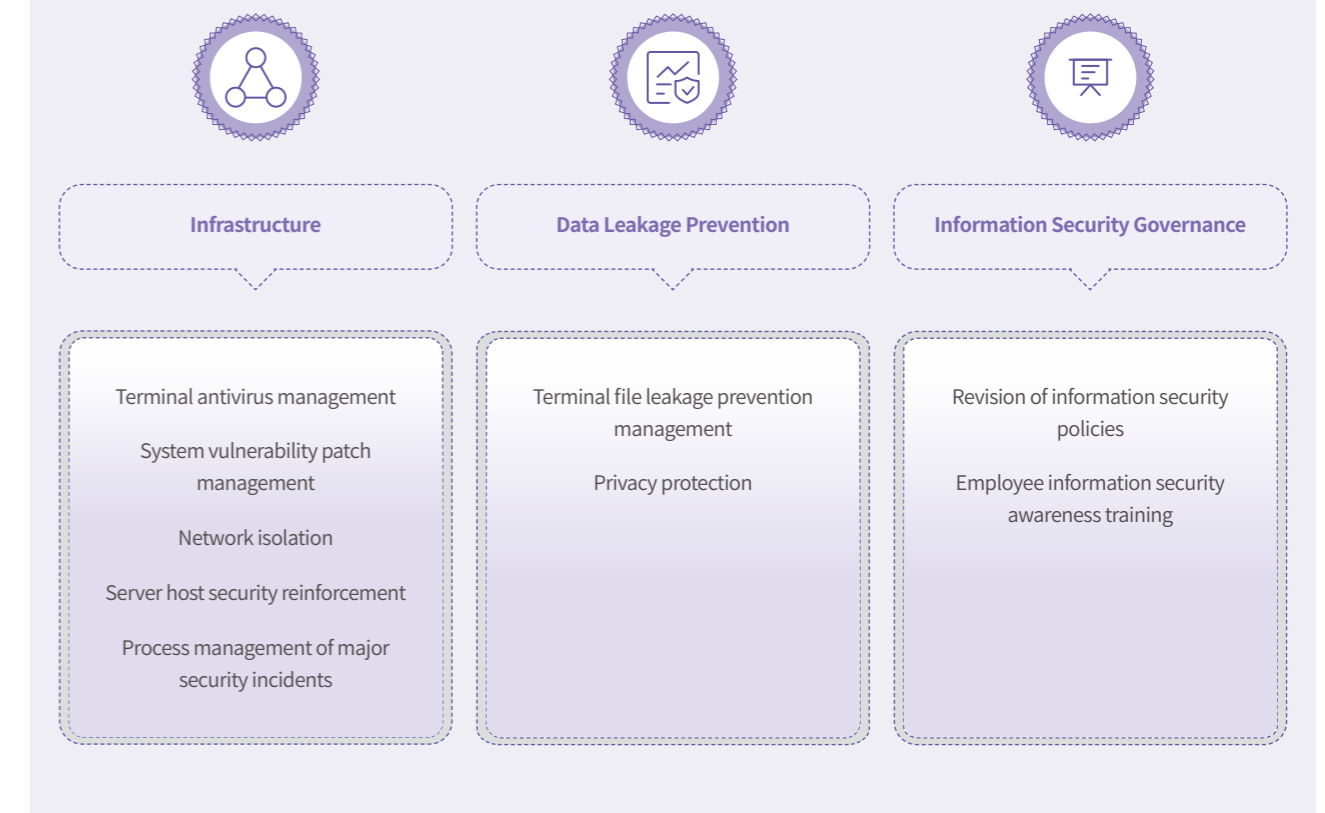 Infrastructure
Data Leakage Prevention
Information Security Governance
Terminal antivirus management
System vulnerability patch
management
Network isolation
Server host security reinforcement
Process management of major
security incidents
Terminal file leakage prevention
management
Privacy protection
Revision of information security
policies
Employee information security
awareness training